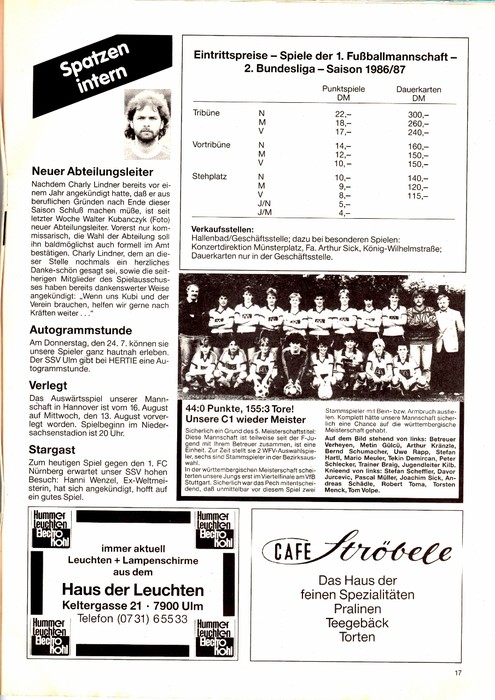 Spatzen
intern
Neuer Abteilungsleiter
Nachdem Charly Lindner bereits vor ei-
nem Jahr angekündigt hatte, daß er aus
beruflichen Gründen nach Ende dieser
Saison Schluß machen müße, ist seit
letzter Woche Walter Kubanczyk (Foto)
neuer Abteilungsleiter. Vorerst nur kom-
missarisch, die Wahl der Abteilung soll
ihn baldmöglichst auch formell im Amt
bestätigen. Charly Lindner, dem an die-
ser Stelle nochmals ein herzliches
Danke-schön gesagt sei, sowie die seit-
herigen Mitglieder des Spielausschus-
ses haben bereits dankenswerter Weise
angekündigt: „Wenn uns Kubi und der
Verein brauchen, helfen wir gerne nach
Kräften weiter . . .“
Autogrammstunde
Am Donnerstag, den 24. 7. können sie
unsere Spieler ganz hautnah erleben.
Der SSV Ulm gibt bei HERTIE eine Au-
togrammstunde.
Verlegt
Das Auswärtsspiel unserer Mann-
schaft in Hannover ist vom 16. August
auf Mittwoch, den 13. August vorver-
legt worden. Spielbeginn im Nieder-
sachsenstadion ist 20 Uhr.
Stargast
Zum heutigen Spiel gegen den 1. FC
Nürnberg erwartet unser SSV hohen
Besuch: Hanni Wenzel, Ex-Weltmei-
sterin, hat sich angekündigt, hofft auf
ein gutes Spiel.
Eintrittspreise – Spiele der 1. Fußballmannschaft –
2. Bundesliga – Saison 1986/87
Punktspiele Dauerkarten
DM DM
Tribüne N 22,– 300,–
M 18,– 260,–
V 17,– 240,–
Vortribüne N 14,– 160,–
M 12,– 150,–
V 10,– 150,–
Stehplatz N 10,– 140,–
M 9,– 120,–
V 8,– 115,–
J/N 5,–
J/M 4,–
Verkaufsstellen:
Hallenbad/Geschäftsstelle; dazu bei besonderen Spielen:
Konzertdirektion Münsterplatz, Fa. Arthur Sick, König-Wilhelmstraße;
Dauerkarten nur in der Geschäftsstelle.
44:0 Punkte, 155:3 Tore!
Unsere C1 wieder Meister
Sicherlich ein Grund des 5. Meisterschaftstitel:
Diese Mannschaft ist teilweise seit der F-Ju-
gend mit Ihrem Betreuer zusammen, ist eine
Einheit. Zur Zeit stellt sie 2 WFV-Auswahlspie-
ler, sechs sind Stammspieler in der Bezirksaus-
wahl.
In der württembergischen Meisterschaft schei-
terten unsere Jungs erst im Viertelfinale am VfB
Stuttgart. Sicherlich war das Pech mitentschei-
dend, daß unmittelbar vor diesem Spiel zwei
Stammspieler mit Bein- bzw. Armbruch ausfie-
len. Komplett hätte unsere Mannschaft sicher-
lich eine Chance auf die württembergische
Meisterschaft gehabt.
Auf dem Bild stehend von links: Betreuer
Verheyen, Metin Gülcü, Arthur Kränzle,
Bernd Schumacher, Uwe Rapp, Stefan
Hartl, Mario Meuler, Tekin Demircan, Peter
Schlecker, Trainer Braig, Jugendleiter Kilb.
Knieend von links: Stefan Scheffler, Davor
Jurcevic, Pascal Müller, Joachim Sick, An-
dreas Schädle, Robert Toma, Torsten
Menck, Tom Volpe.
Hummer
Leuchten
Electro
Kohl
Hummer
Leuchten
Electro
Kohl
immer aktuell
Leuchten + Lampenschirme
aus dem
Haus der Leuchten
Keltergasse 21 · 7900 Ulm
Telefon (0731) 65533
Hummer
Leuchten
Electro
Kohl
Hummer
Leuchten
Electro
Kohl
CAFE Ströbele
Das Haus der
feinen Spezialitäten
Pralinen
Teegebäck
Torten
17